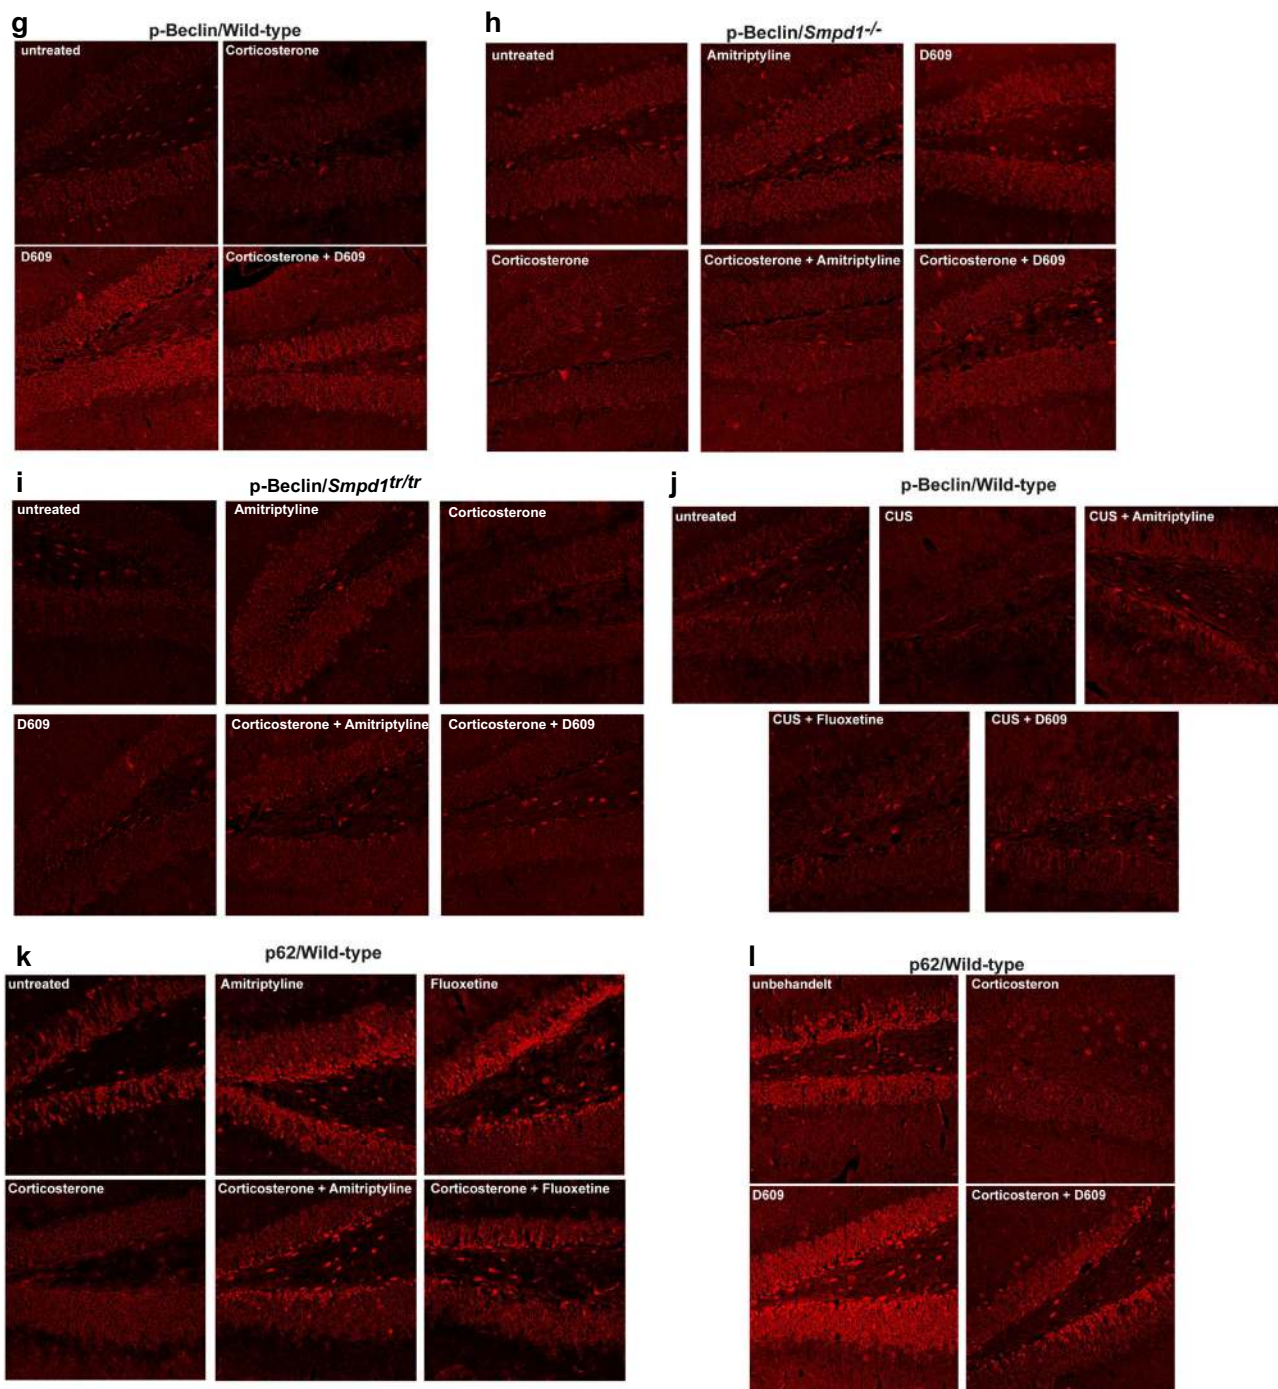 g
p-Beclin/Wild-type
untreated
Corticosterone
D609
Corticosterone + D609
h
p-Beclin/Smpd1-/-
untreated
Amitriptyline
D609
Corticosterone
Corticosterone + Amitriptyline
Corticosterone + D609
i
p-Beclin/Smpd1tr/tr
untreated
Amitriptyline
Corticosterone
D609
Corticosterone + Amitriptyline
Corticosterone + D609
j
p-Beclin/Wild-type
untreated
CUS
CUS + Amitriptyline
CUS + Fluoxetine
CUS + D609
k
p62/Wild-type
untreated
Amitriptyline
Fluoxetine
Corticosterone
Corticosterone + Amitriptyline
Corticosterone + Fluoxetine
l
p62/Wild-type
unbehandelt
Corticosteron
D609
Corticosteron + D609